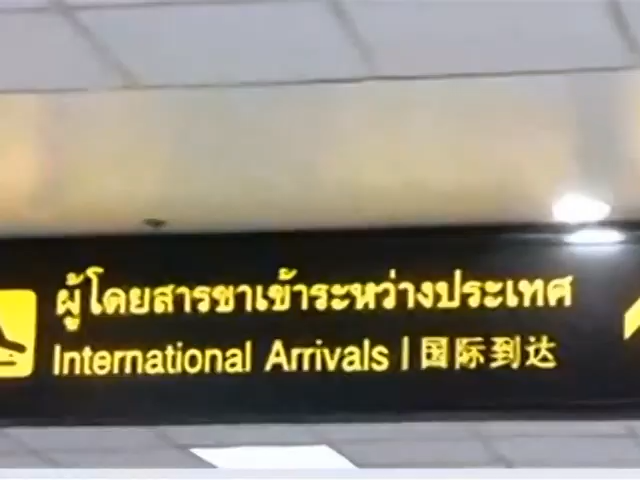 ผู้โดยสารขาเข้าระหว่างประเทศ
International Arrivals | 国际到达